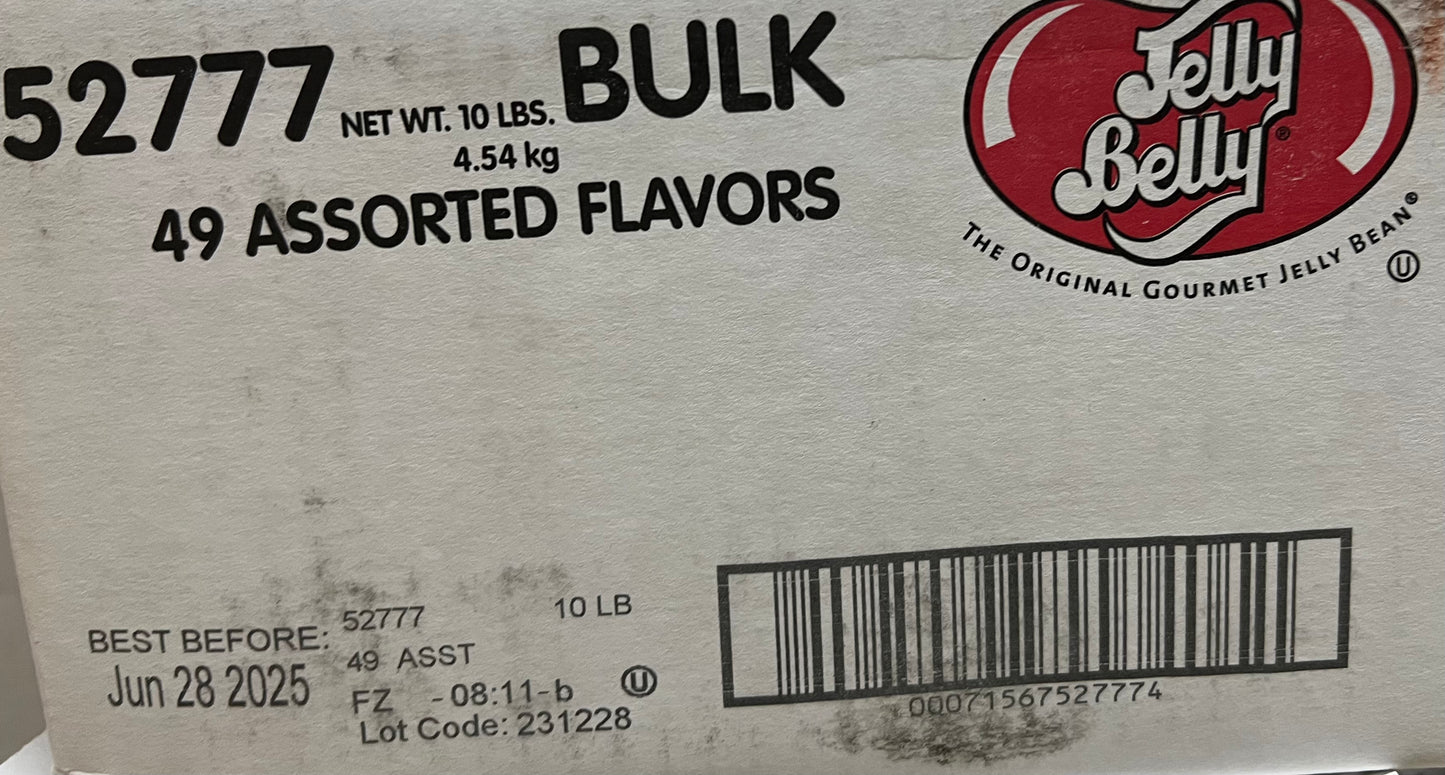 52777 NET WT. 10 LBS. BULK
4.54 kg
49 ASSORTED FLAVORS
Jelly
Belly®
THE ORIGINAL GOURMET JELLY BEAN®
U
BEST BEFORE:
Jun 28 2025
52777 10 LB
49 ASST
FZ - 08:11-b U
Lot Code: 231228
00071567527774